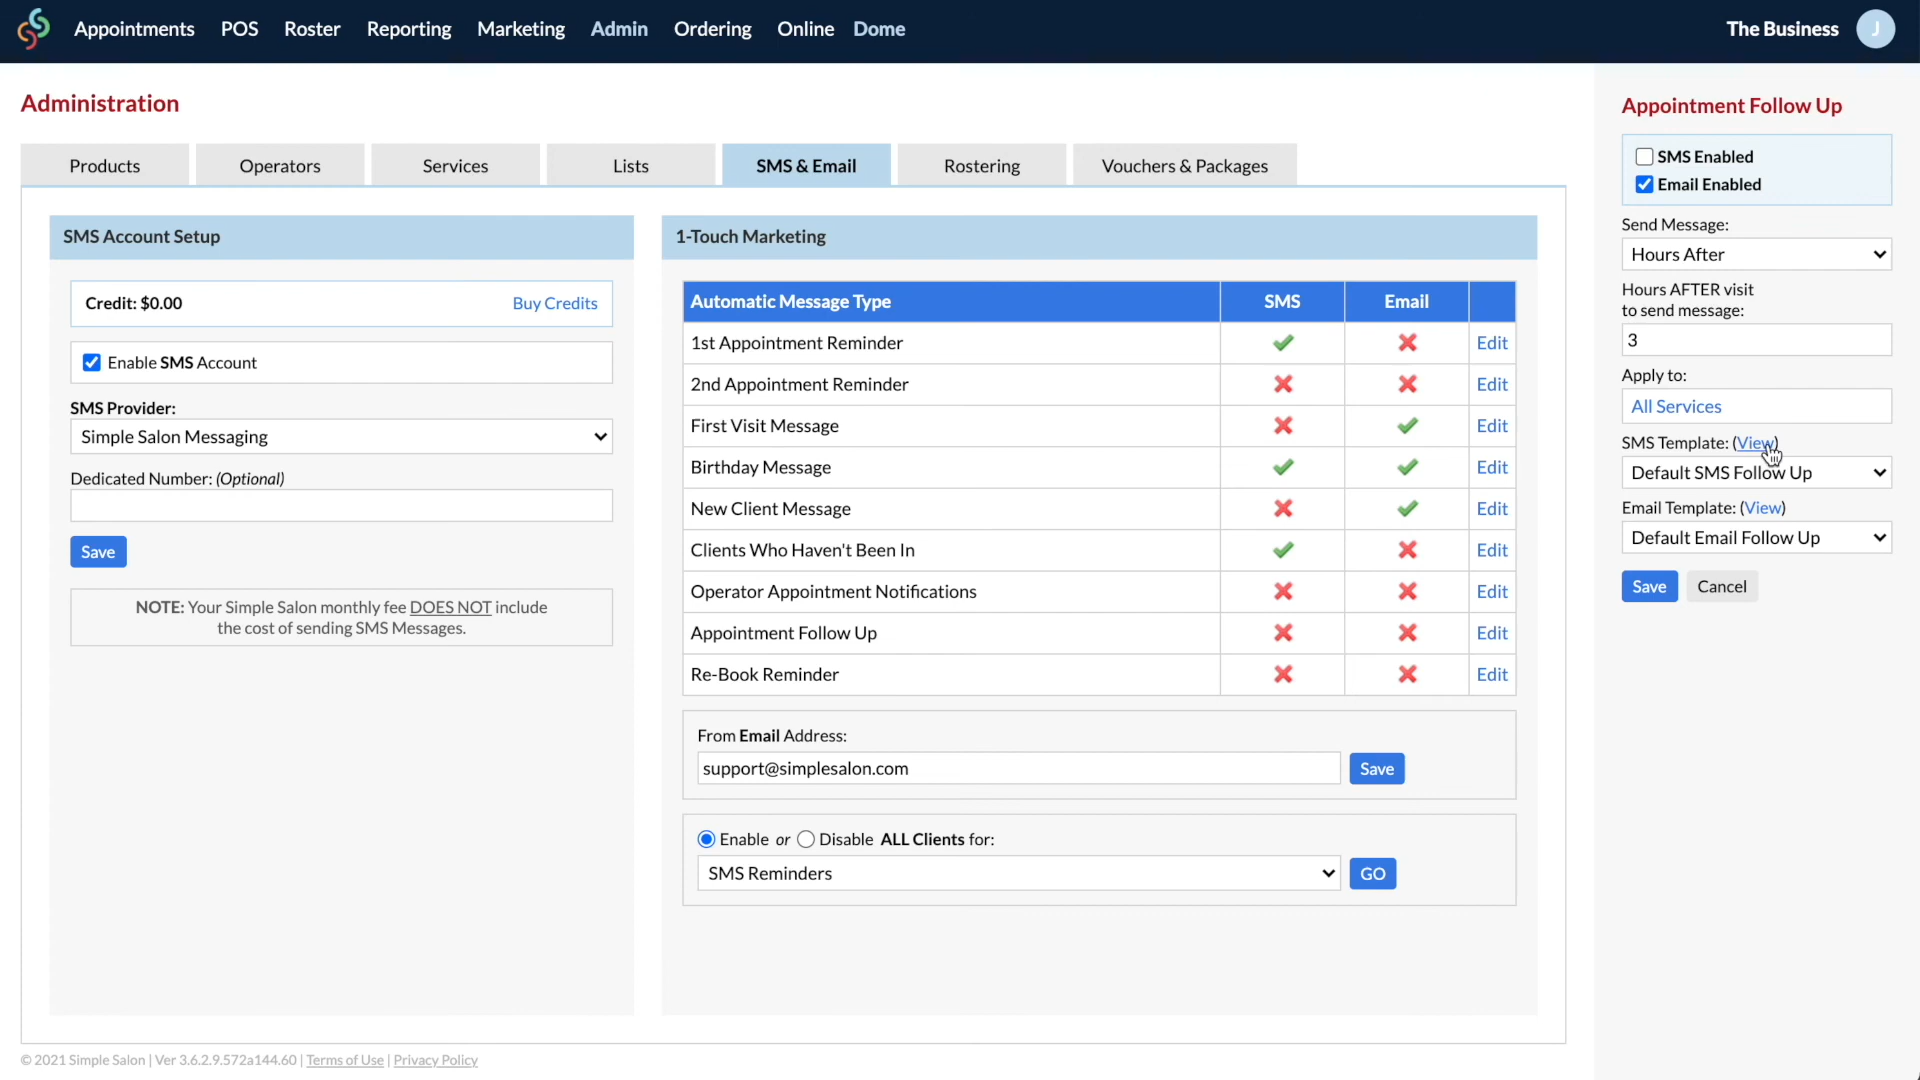 Appointments POS Roster Reporting Marketing Admin Ordering Online Dome The Business J
Administration
Products Operators Services Lists SMS & Email Rostering Vouchers & Packages
SMS Account Setup
Credit: $0.00 Buy Credits
Enable SMS Account
SMS Provider:
Simple Salon Messaging
Dedicated Number: (Optional)
Save
NOTE: Your Simple Salon monthly fee DOES NOT include
the cost of sending SMS Messages.
1-Touch Marketing
Automatic Message Type SMS Email
1st Appointment Reminder Edit
2nd Appointment Reminder Edit
First Visit Message Edit
Birthday Message Edit
New Client Message Edit
Clients Who Haven't Been In Edit
Operator Appointment Notifications Edit
Appointment Follow Up Edit
Re-Book Reminder Edit
From Email Address:
support@simplesalon.com Save
Enable or Disable ALL Clients for:
SMS Reminders GO
Appointment Follow Up
SMS Enabled
Email Enabled
Send Message:
Hours After
Hours AFTER visit
to send message:
3
Apply to:
All Services
SMS Template: (View)
Default SMS Follow Up
Email Template: (View)
Default Email Follow Up
Save Cancel
© 2021 Simple Salon | Ver 3.6.2.9.572a144.60 | Terms of Use | Privacy Policy